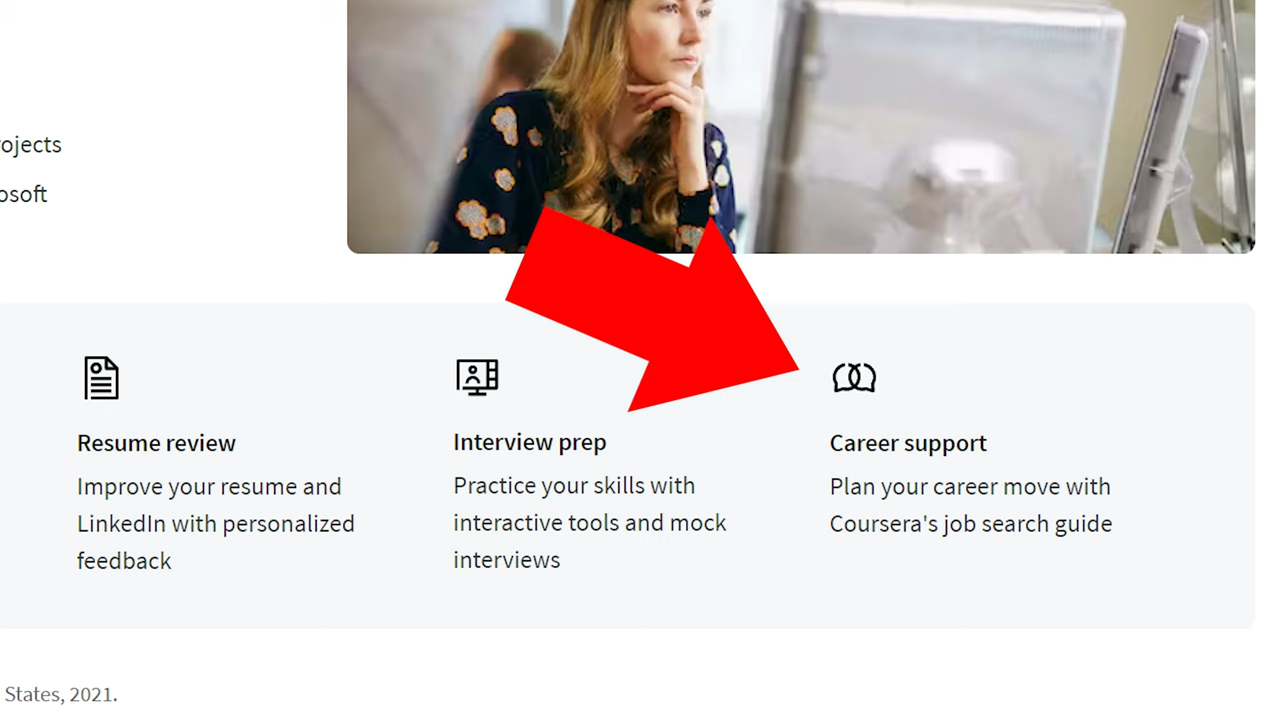 rojects
osoft
Resume review
Improve your resume and
LinkedIn with personalized
feedback
Interview prep
Practice your skills with
interactive tools and mock
interviews
Career support
Plan your career move with
Coursera's job search guide
States, 2021.